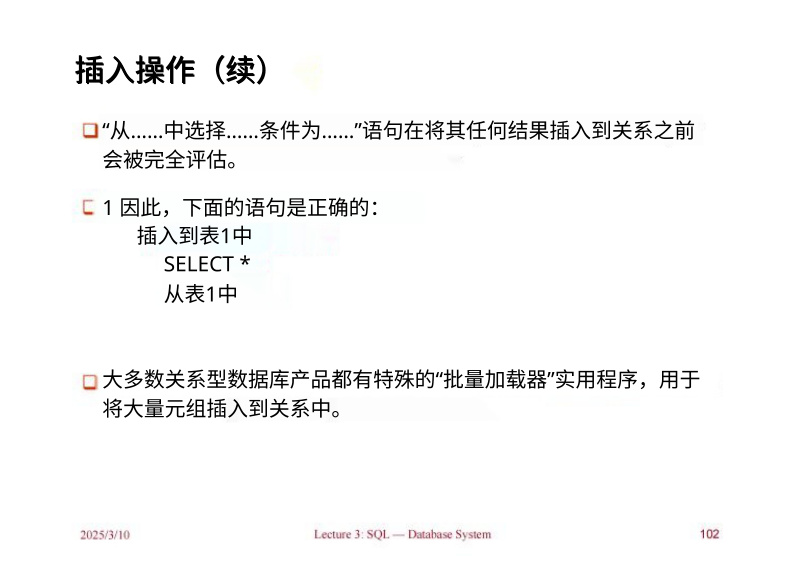 插入操作（续）
“从......中选择......条件为......”语句在将其任何结果插入到关系之前
会被完全评估。
1 因此，下面的语句是正确的：
插入到表1中
SELECT *
从表1中
大多数关系型数据库产品都有特殊的“批量加载器”实用程序，用于
将大量元组插入到关系中。
2025/3/10
Lecture 3: SQL — Database System
102